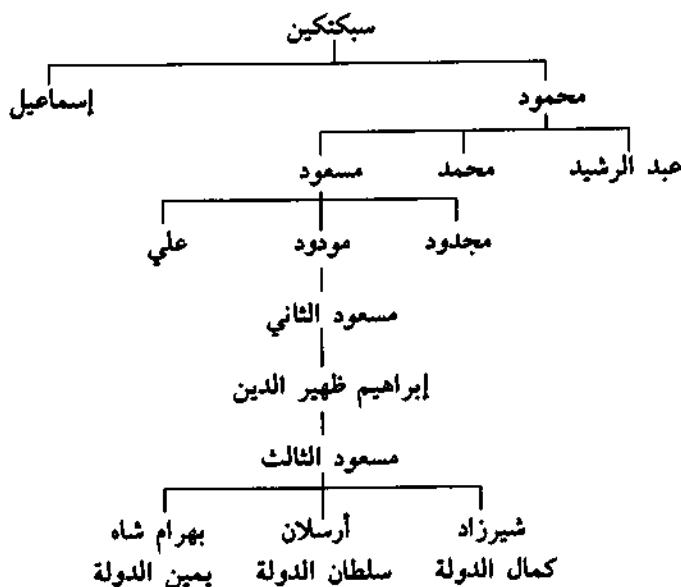 سبكتكين
محمود إسماعيل
عبد الرشيد محمد مسعود
مجدود مودود علي
مسعود الثاني
إبراهيم ظهير الدين
مسعود الثالث
شيرزاد أرسلان بهرام شاه
كمال الدولة سلطان الدولة يمين الدولة